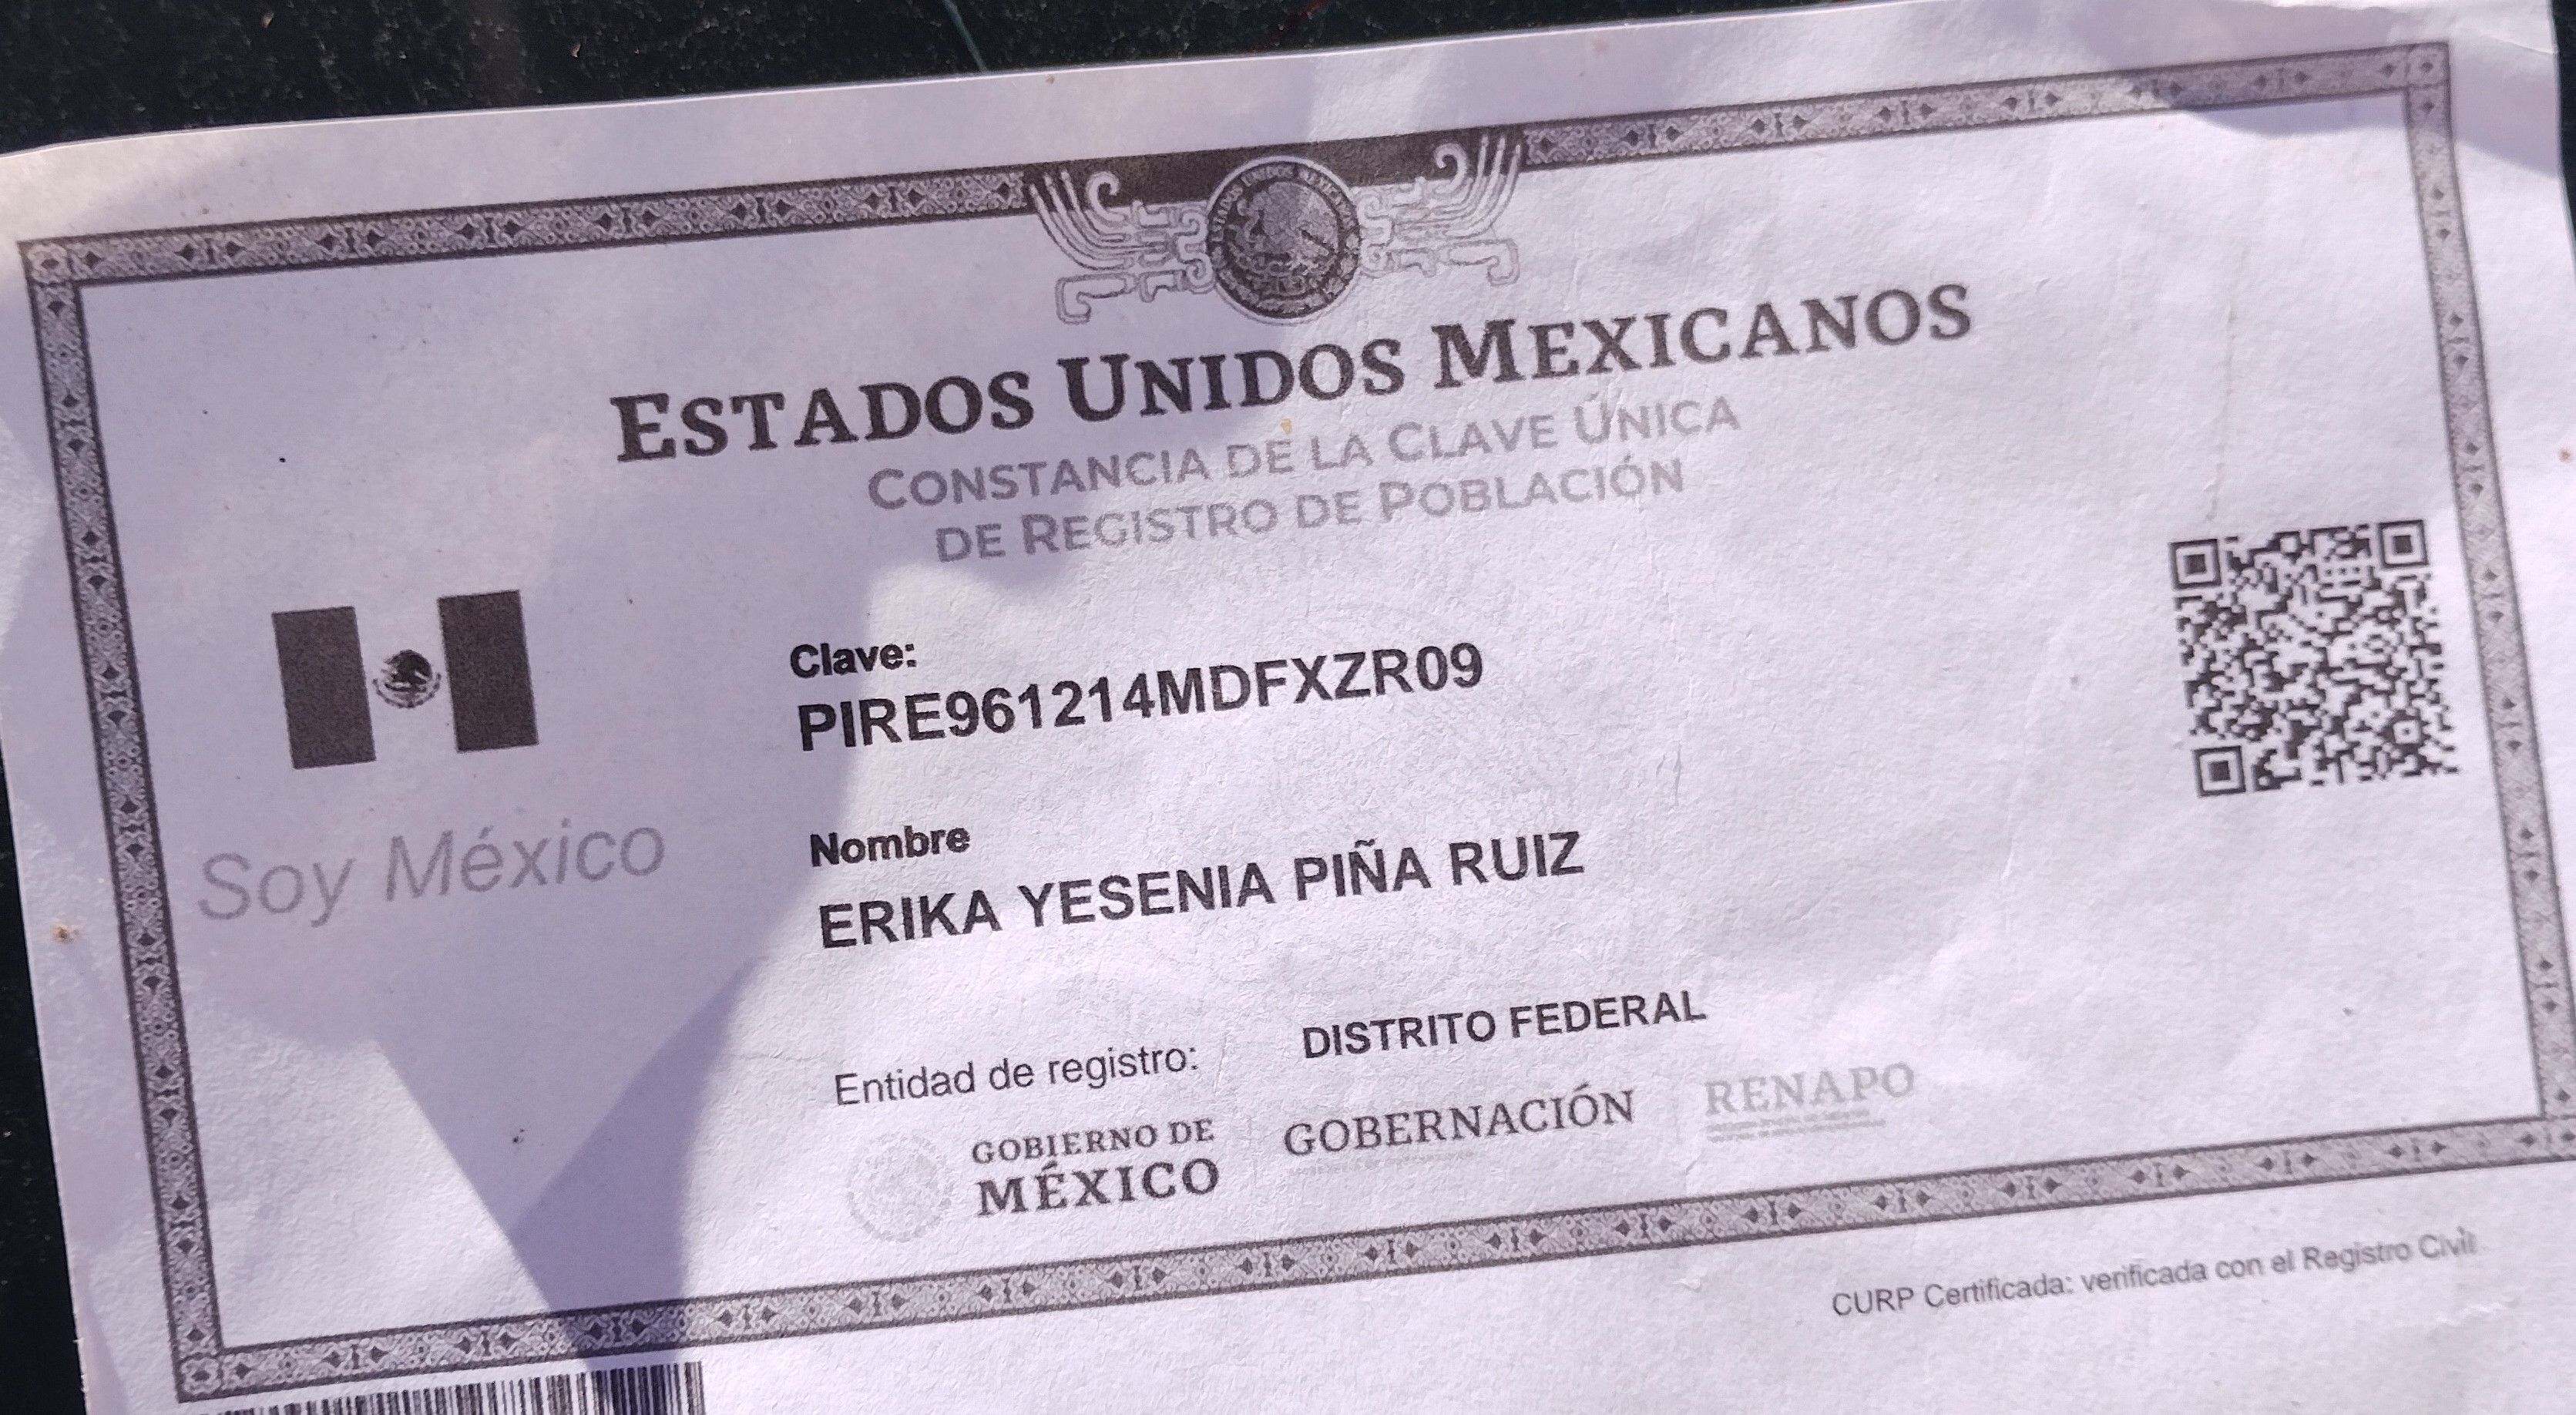 ESTADOS UNIDOS MEXICANOS
CONSTANCIA DE LA CLAVE ÚNICA
DE REGISTRO DE POBLACIÓN
Clave:
PIRE961214MDFXZR09
Soy México
Nombre
ERIKA YESENIA PIÑA RUIZ
Entidad de registro: DISTRITO FEDERAL
GOBIERNO DE
MÉXICO
GOBERNACIÓN
RENAPO
CURP Certificada: verificada con el Registro Civil